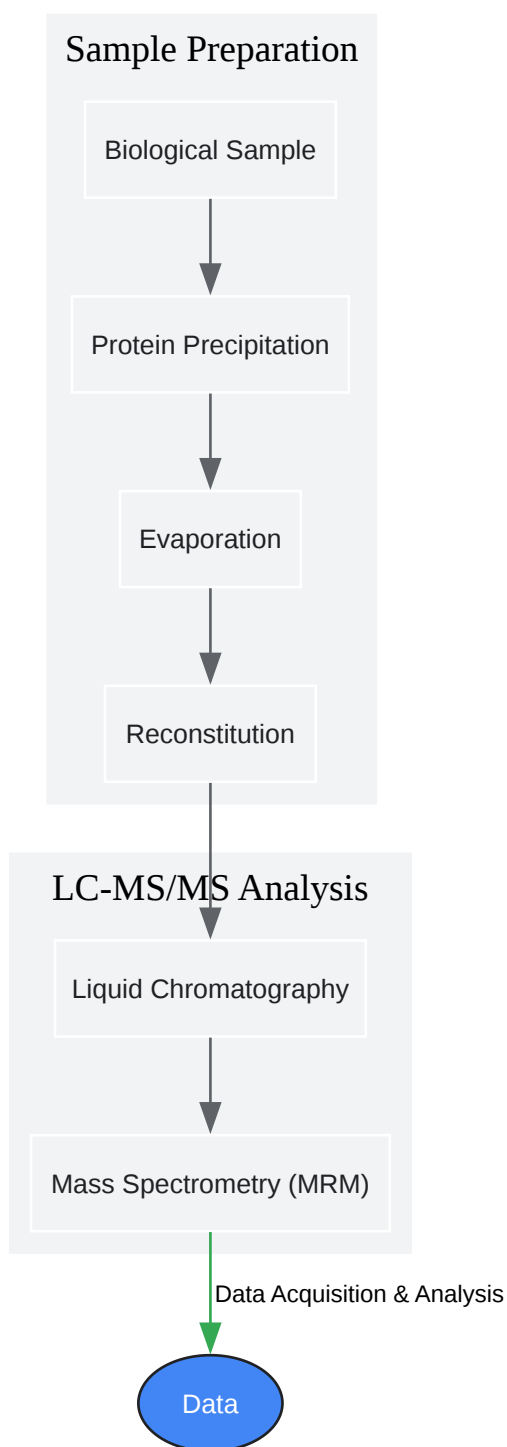 Sample Preparation
Biological Sample
Protein Precipitation
Evaporation
Reconstitution
LC-MS/MS Analysis
Liquid Chromatography
Mass Spectrometry (MRM)
Data Acquisition & Analysis
Data